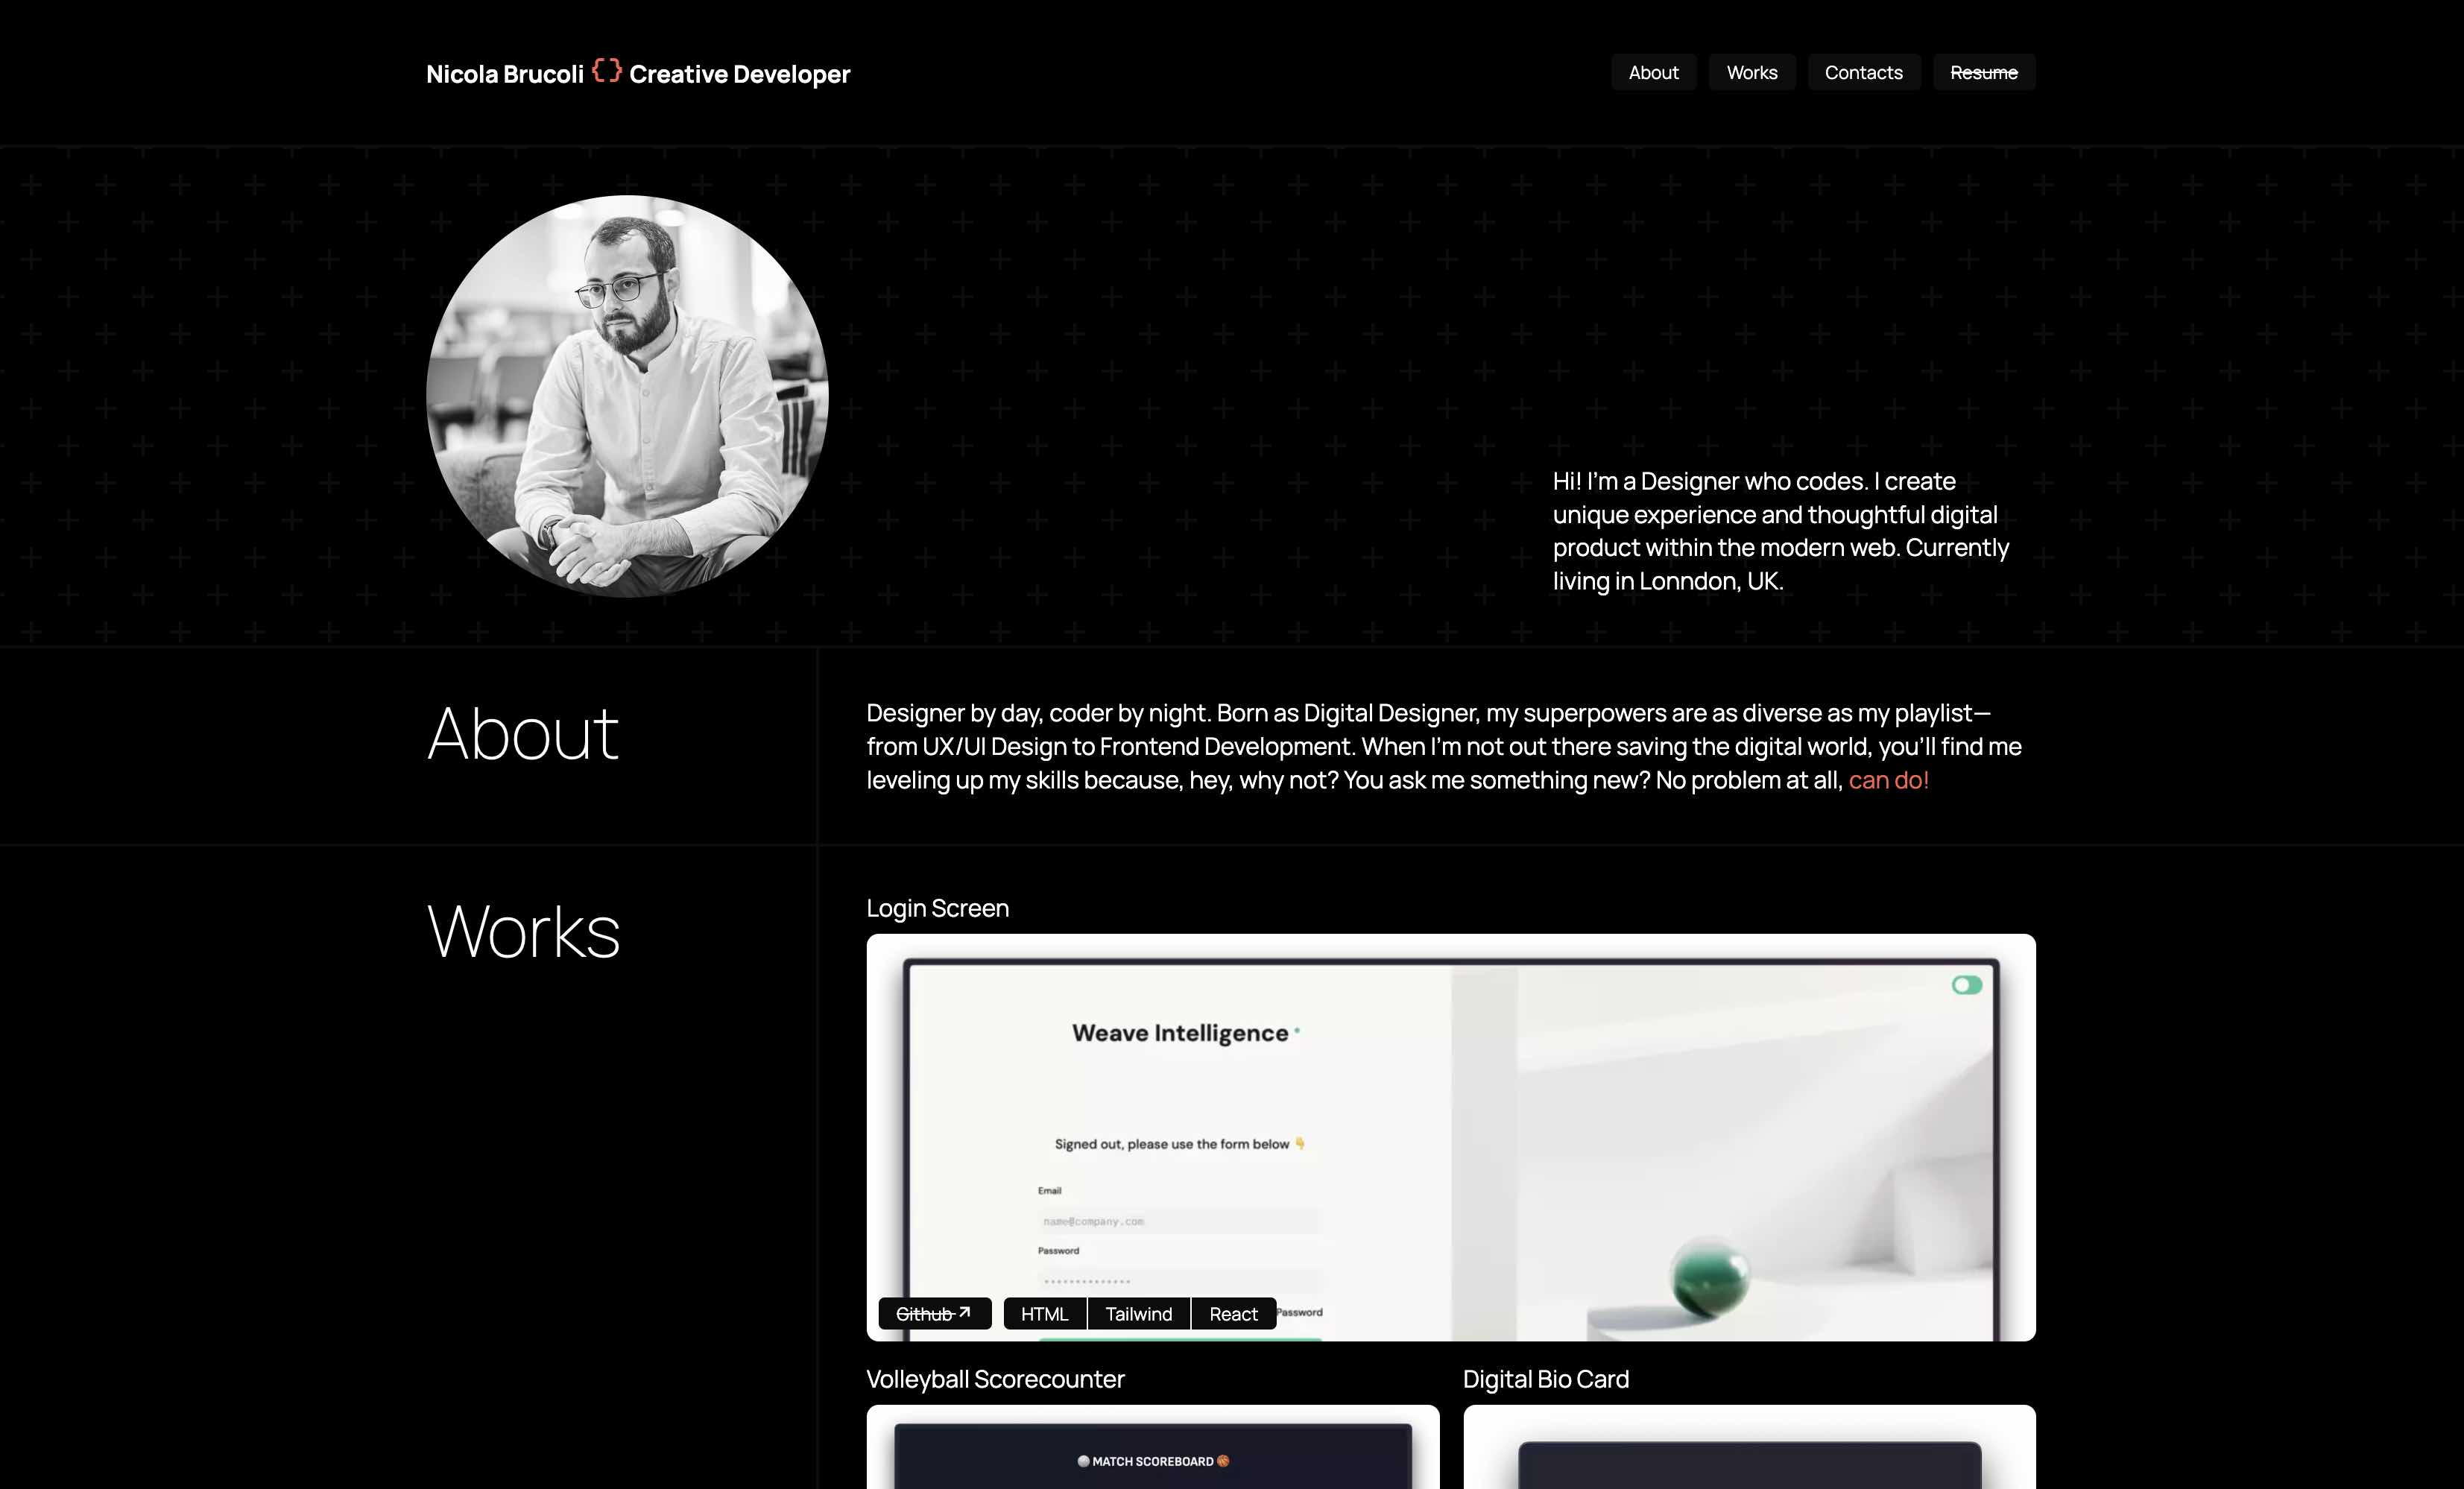 Nicola Brucoli {} Creative Developer
About
Works
Contacts
Resume
Hi! I'm a Designer who codes. I create
unique experience and thoughtful digital
product within the modern web. Currently
living in Lonndon, UK.
About
Designer by day, coder by night. Born as Digital Designer, my superpowers are as diverse as my playlist—
from UX/UI Design to Frontend Development. When I'm not out there saving the digital world, you'll find me
leveling up my skills because, hey, why not? You ask me something new? No problem at all, can do!
Works
Login Screen
Weave Intelligence
Signed out, please use the form below 👇
Email
name@company.com
Password
Password
Github
HTML
Tailwind
React
Volleyball Scorecounter
Digital Bio Card
🏐 MATCH SCOREBOARD 🏀